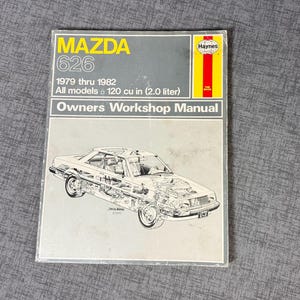 MAZDA
626
Haynes
1979 thru 1982
All models 120 cu in (2.0 liter)
Owners Workshop Manual